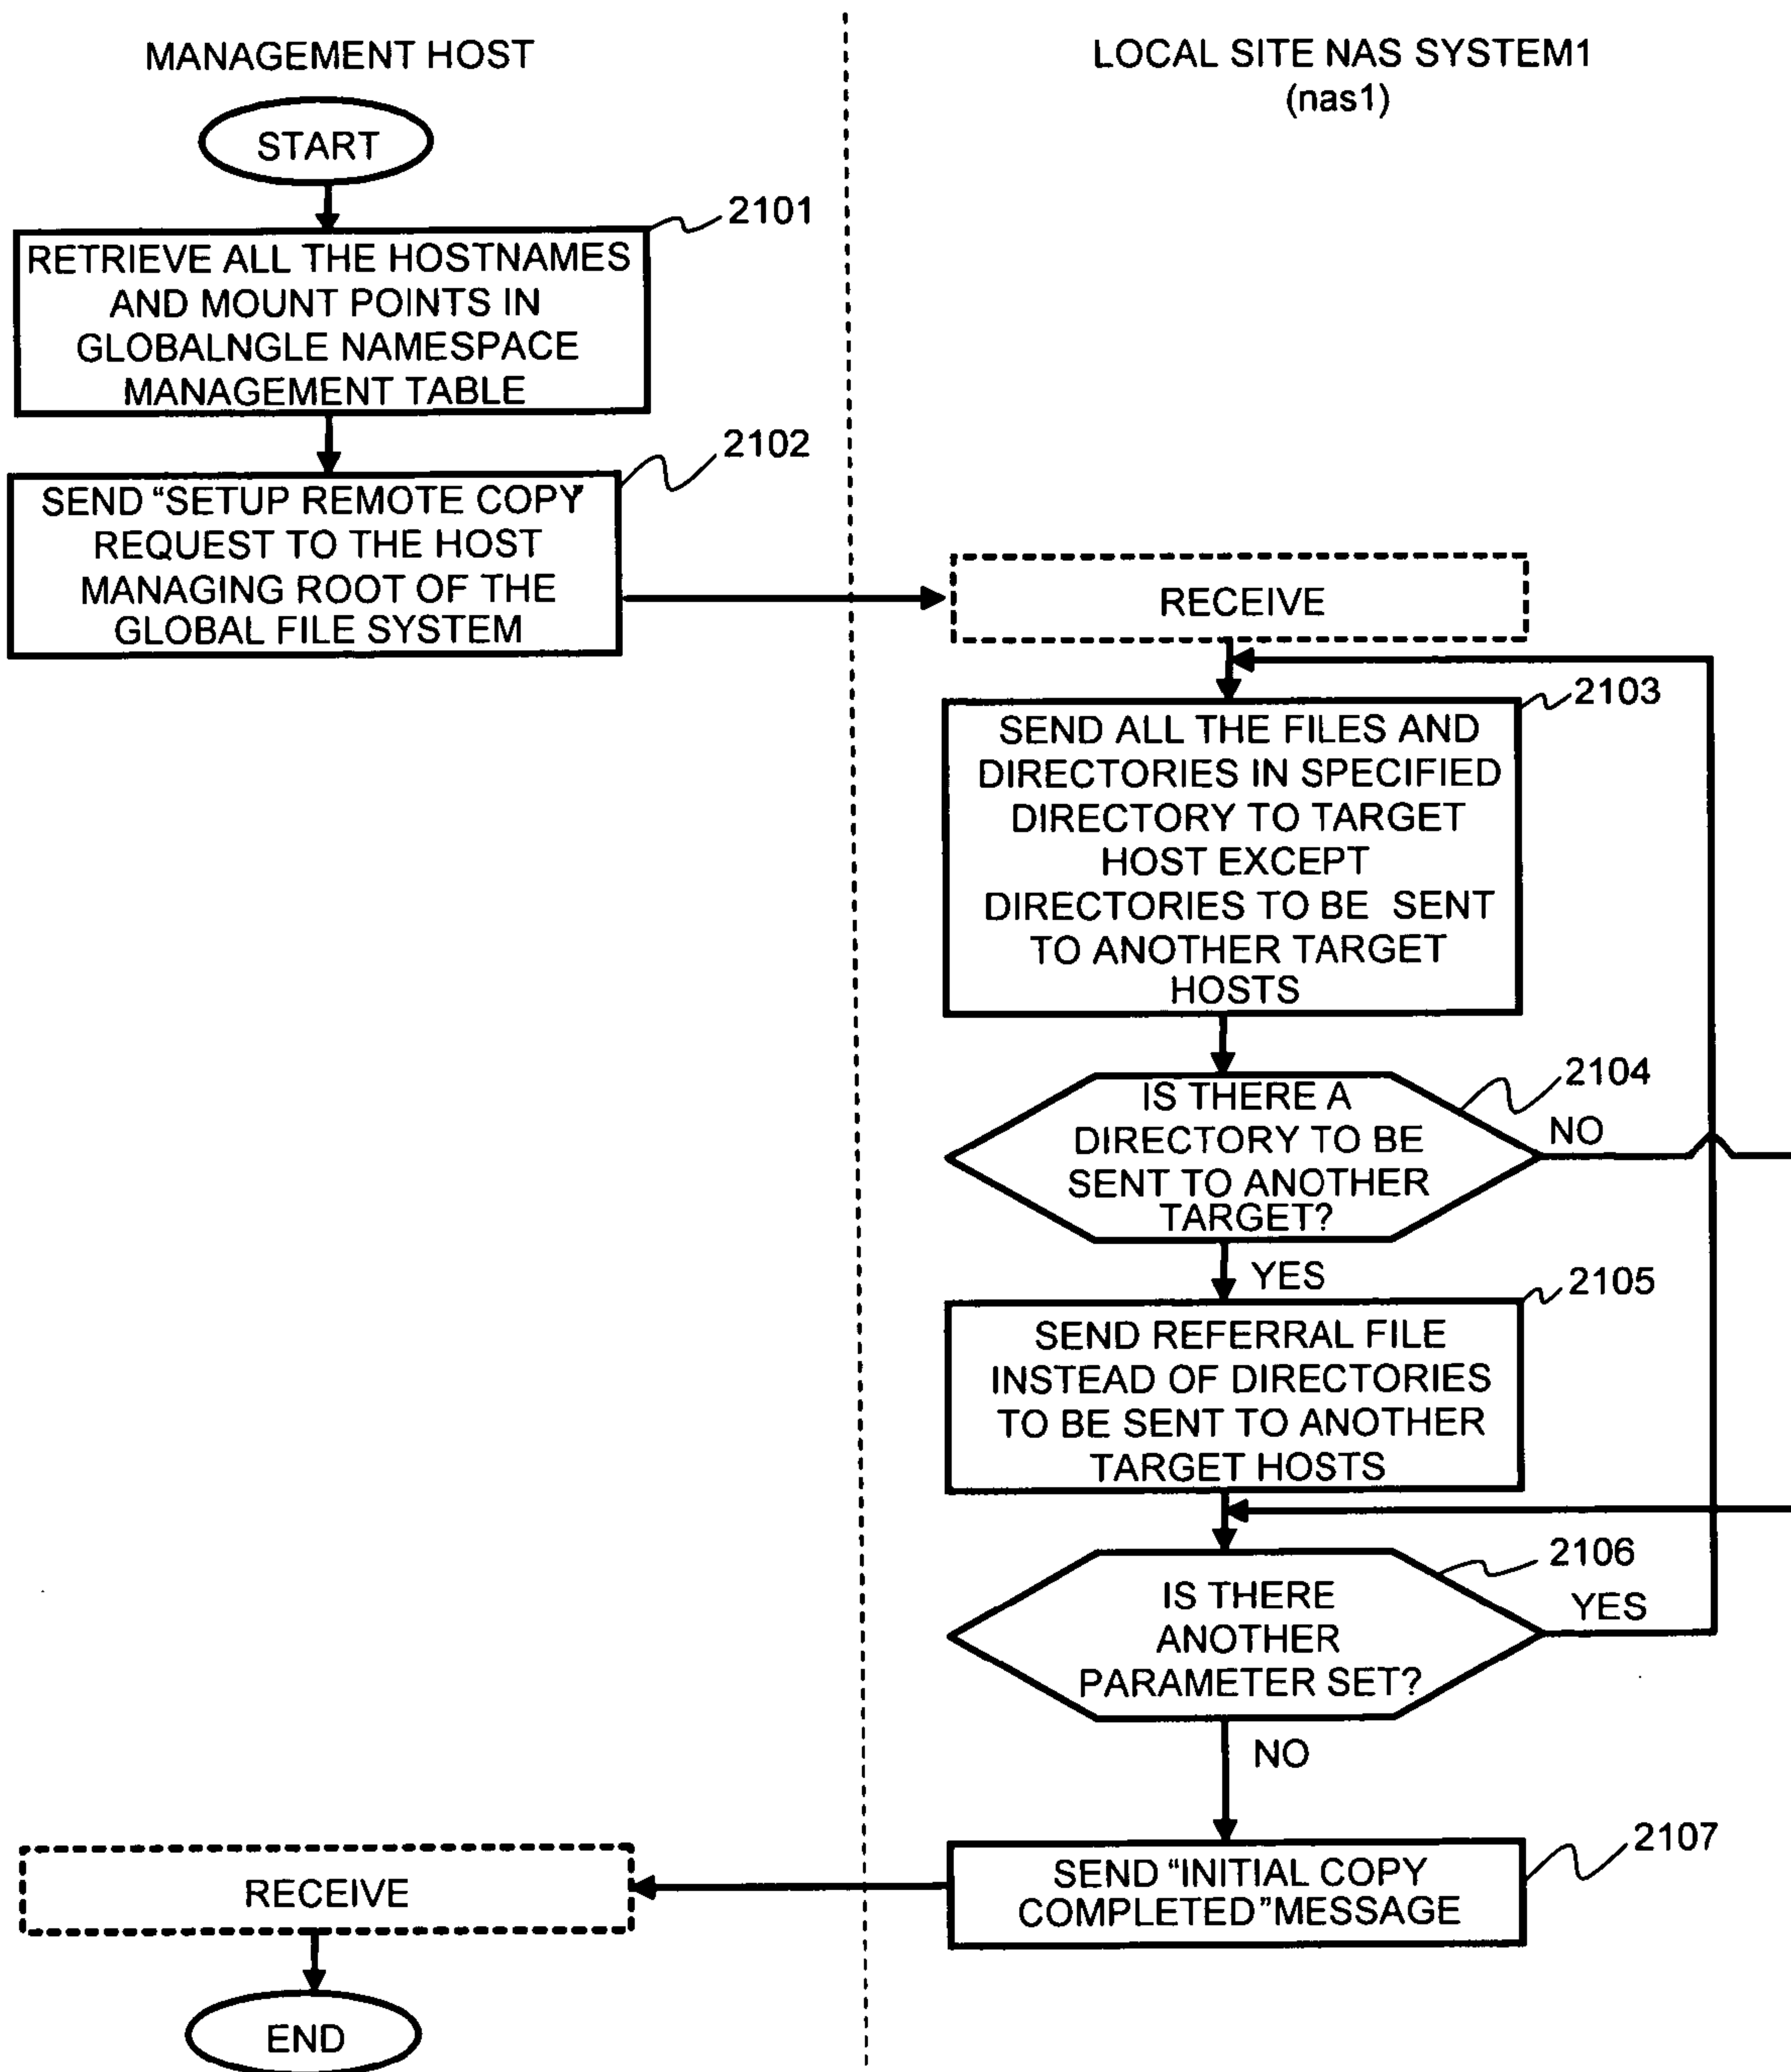 MANAGEMENT HOST
START
2101
RETRIEVE ALL THE HOSTNAMES
AND MOUNT POINTS IN
GLOBALNGLE NAMESPACE
MANAGEMENT TABLE
2102
SEND “SETUP REMOTE COPY”
REQUEST TO THE HOST
MANAGING ROOT OF THE
GLOBAL FILE SYSTEM
LOCAL SITE NAS SYSTEM1
(nas1)
RECEIVE
2103
SEND ALL THE FILES AND
DIRECTORIES IN SPECIFIED
DIRECTORY TO TARGET
HOST EXCEPT
DIRECTORIES TO BE SENT
TO ANOTHER TARGET
HOSTS
2104
IS THERE A
DIRECTORY TO BE
SENT TO ANOTHER
TARGET?
NO
YES
2105
SEND REFERRAL FILE
INSTEAD OF DIRECTORIES
TO BE SENT TO ANOTHER
TARGET HOSTS
2106
IS THERE
ANOTHER
PARAMETER SET?
YES
NO
2107
SEND “INITIAL COPY
COMPLETED”MESSAGE
RECEIVE
END